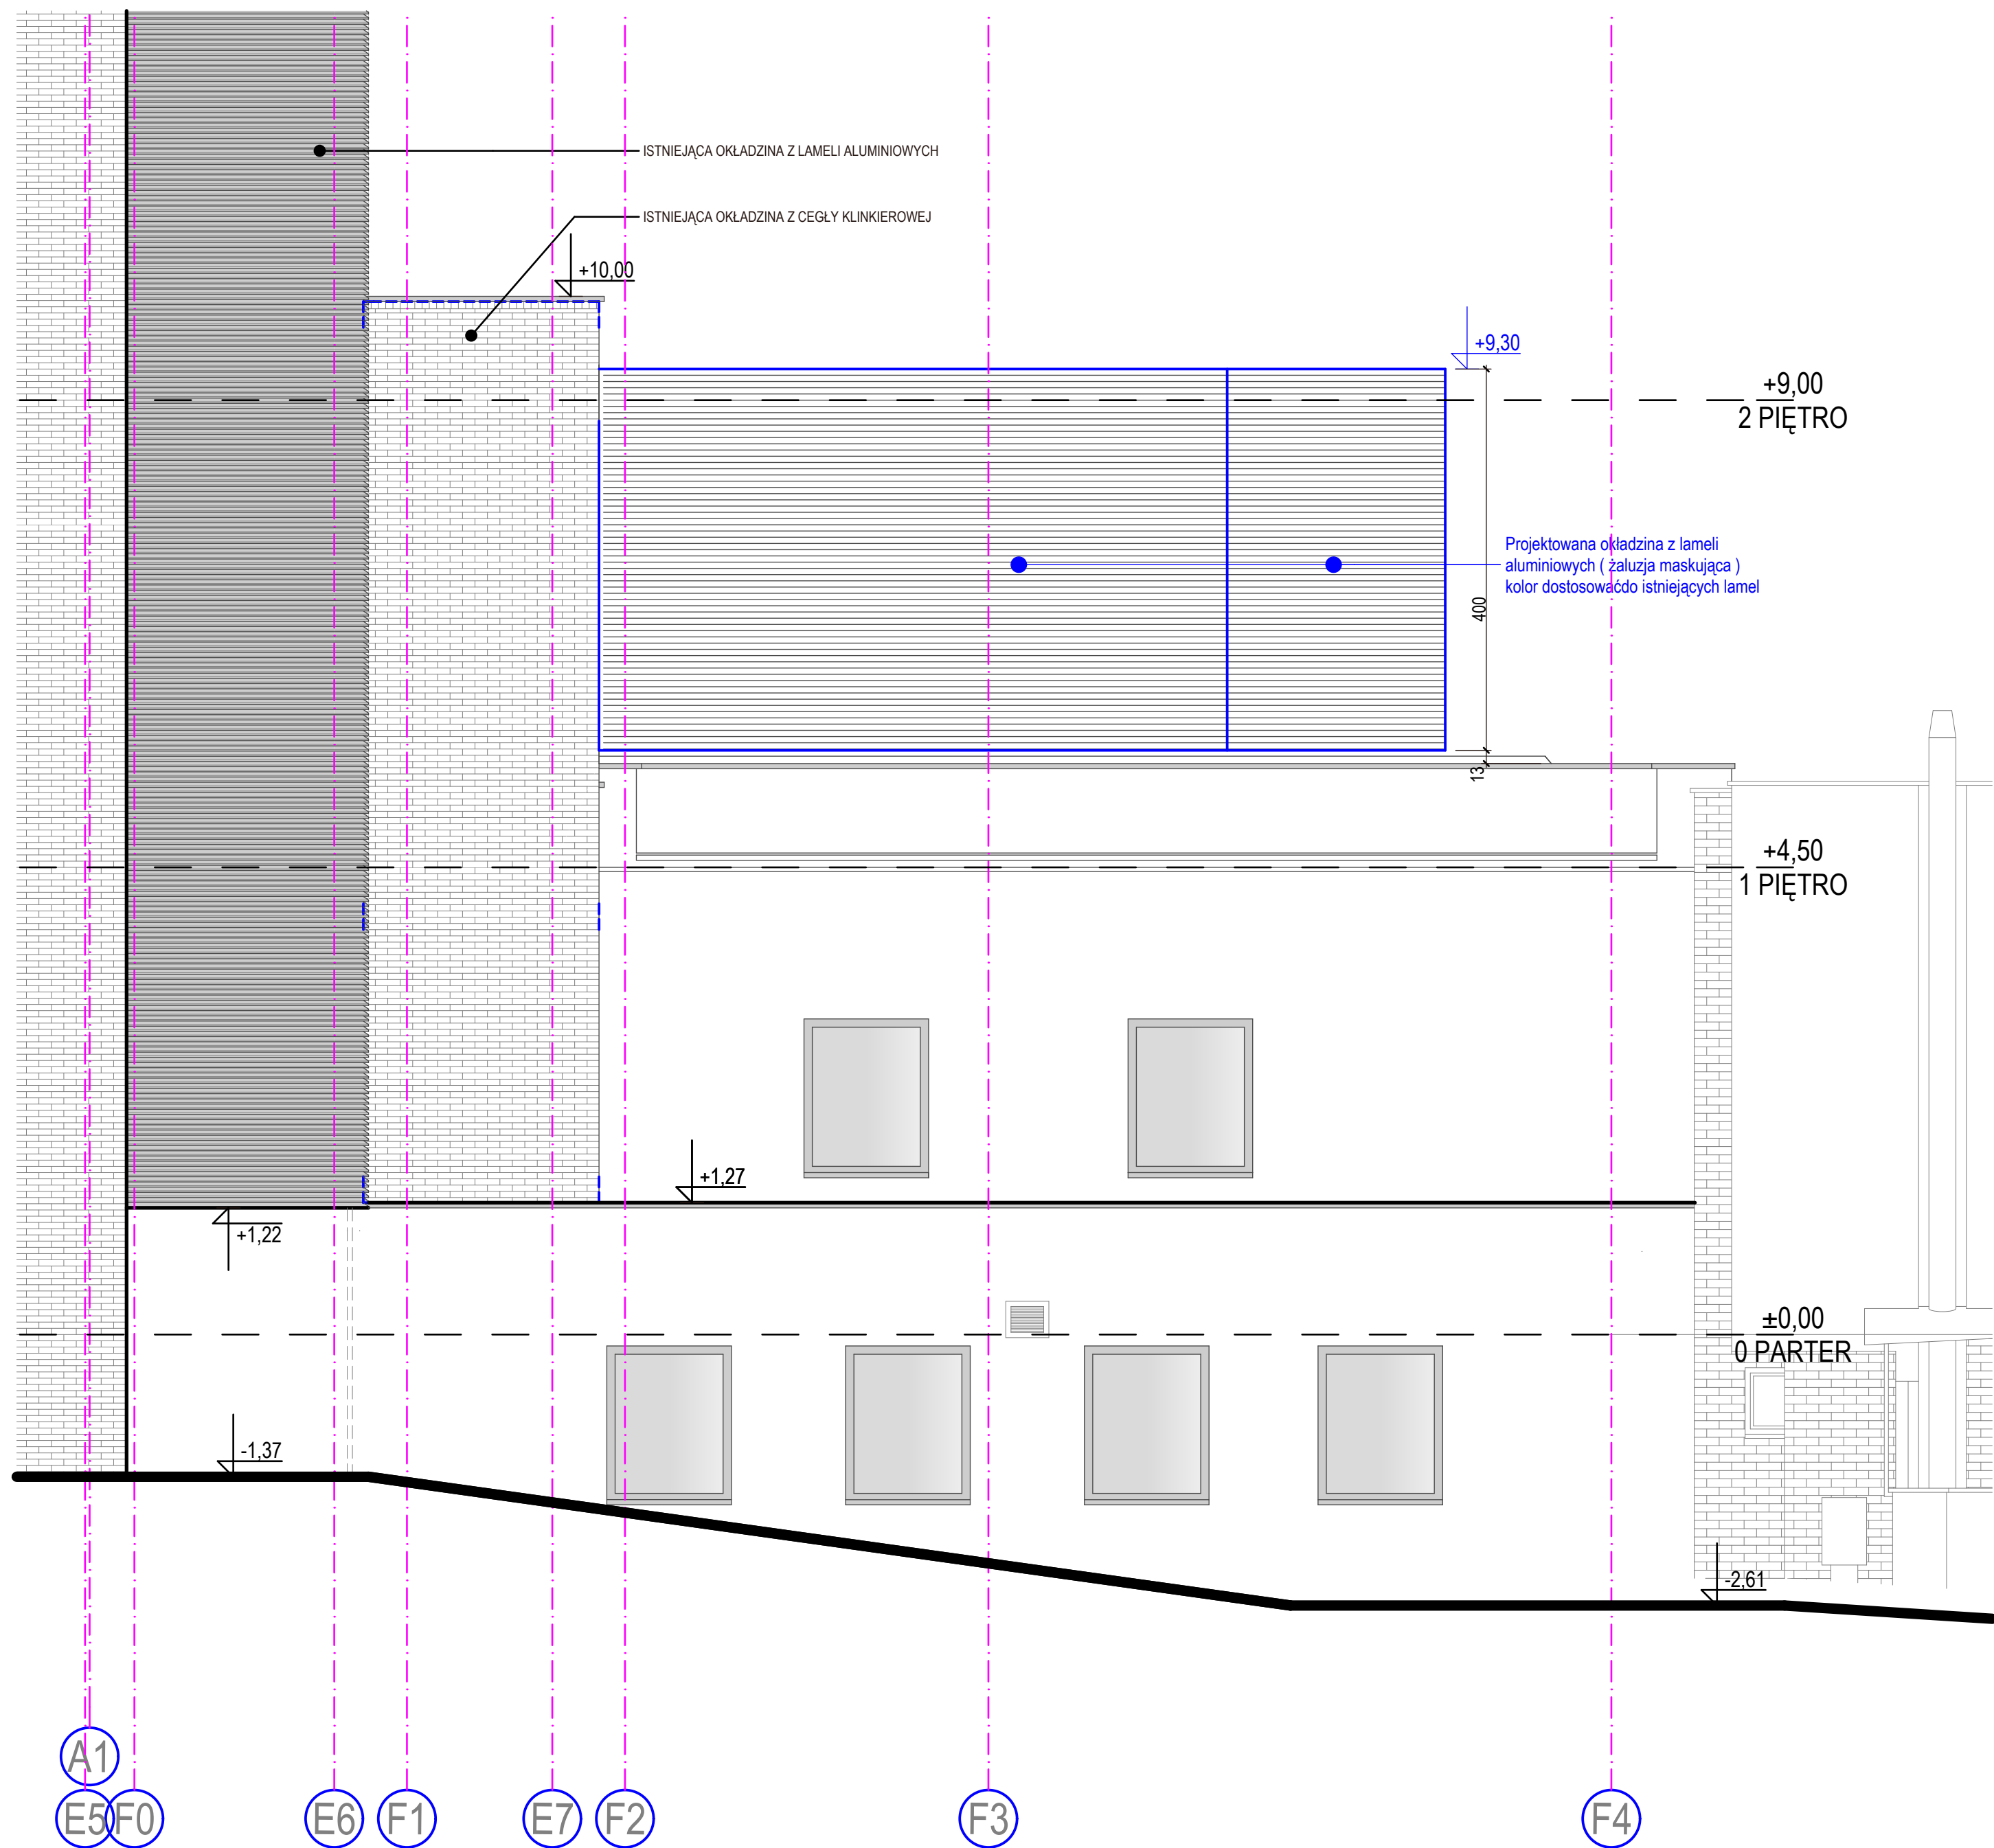 ISTNIEJĄCA OKŁADZINA Z LAMELI ALUMINIOWYCH
ISTNIEJĄCA OKŁADZINA Z CEGŁY KLINKIEROWEJ
+10,00
+9,30
+9,00
2 PIĘTRO
Projektowana okładzina z lameli
aluminiowych ( żaluzja maskująca )
kolor dostosowaćdo istniejących lamel
400
13
+4,50
1 PIĘTRO
+1,27
+1,22
±0,00
0 PARTER
-1,37
-2,61
A1
E5
F0
E6
F1
E7
F2
F3
F4